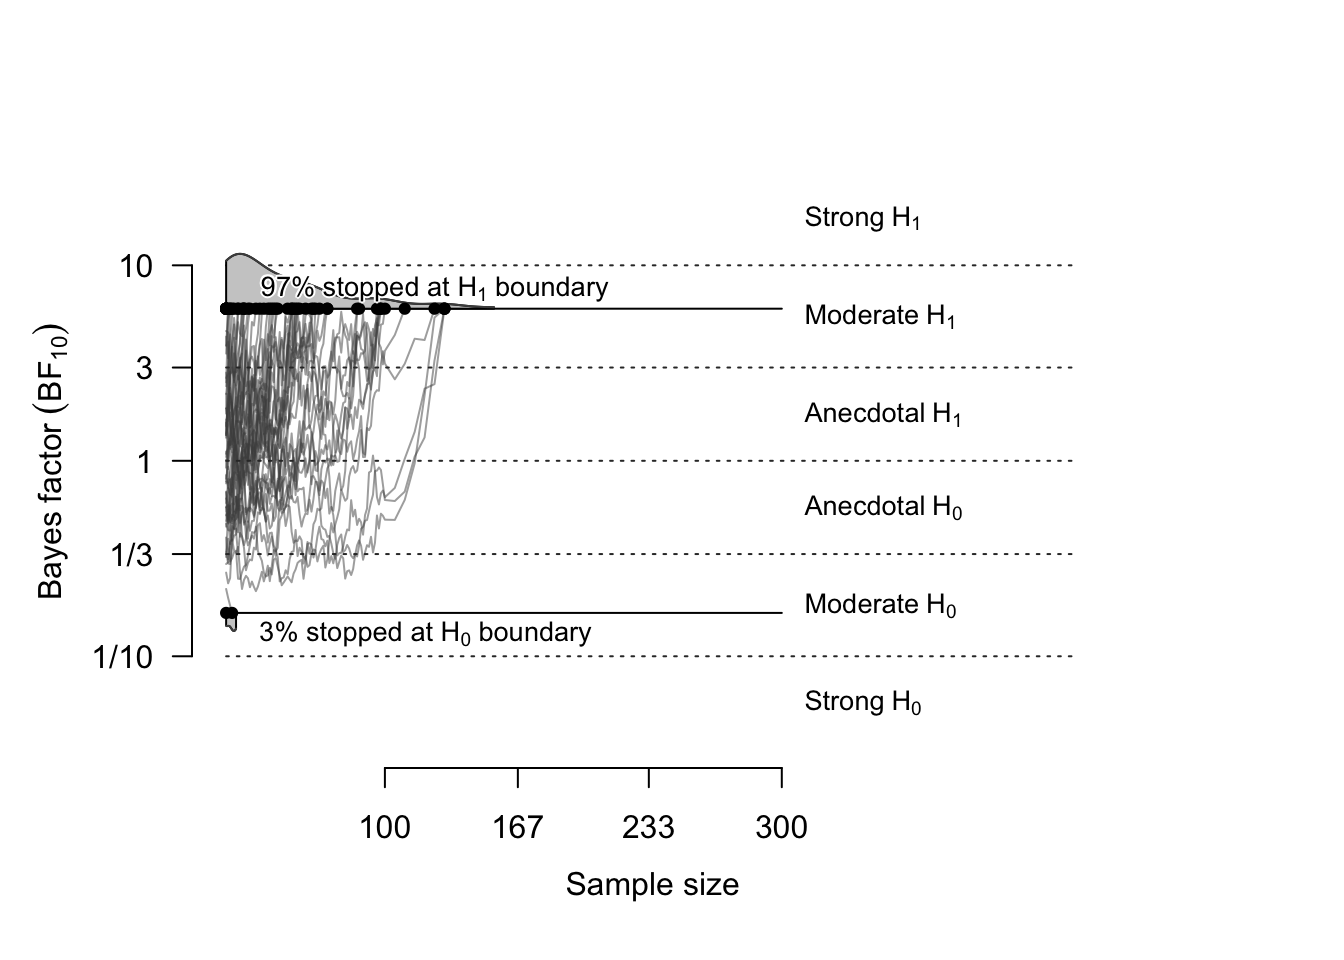 Strong H₁
10
97% stopped at H₁ boundary
Moderate H₁
3
Anecdotal H₁
1
Anecdotal H₀
1/3
Moderate H₀
3% stopped at H₀ boundary
1/10
Strong H₀
Bayes factor (BF₁₀)
100 167 233 300
Sample size